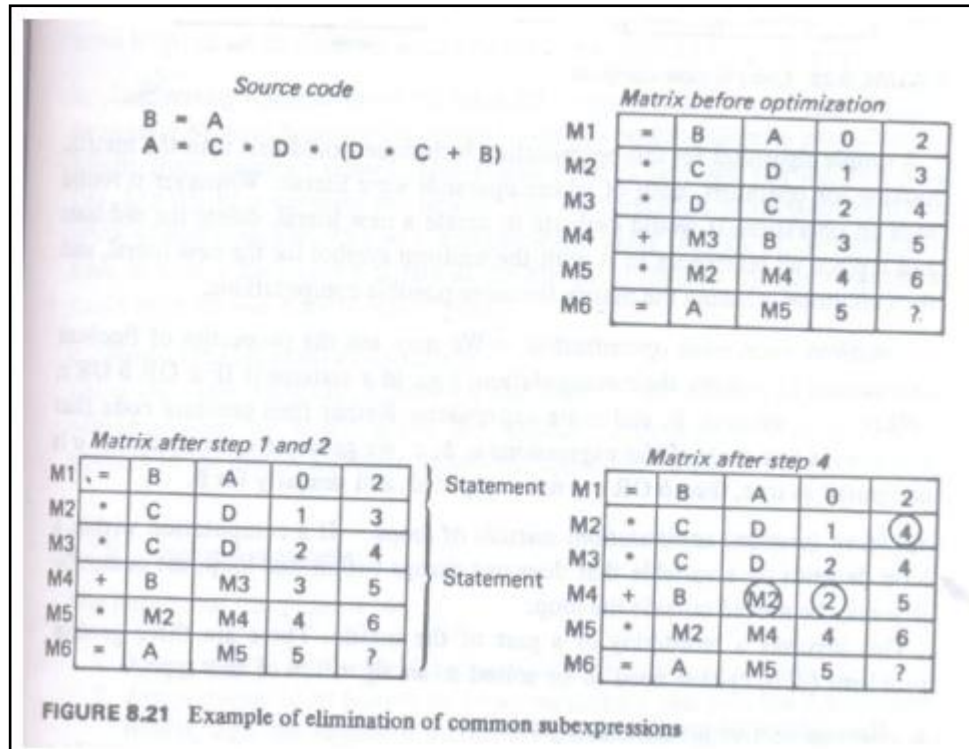 Source code
B = A
A = C * D * (D * C + B)
Matrix before optimization
M1 = B A 0 2
M2 * C D 1 3
M3 * D C 2 4
M4 + M3 B 3 5
M5 * M2 M4 4 6
M6 = A M5 5 ?
Matrix after step 1 and 2
M1 = B A 0 2
M2 * C D 1 3
M3 * C D 2 4
M4 + B M3 3 5
M5 * M2 M4 4 6
M6 = A M5 5 ?
Statement
Statement
Matrix after step 4
M1 = B A 0 2
M2 * C D 1 4
M3 * C D 2 4
M4 + B M2 2 5
M5 * M2 M4 4 6
M6 = A M5 5 ?
FIGURE 8.21 Example of elimination of common subexpressions